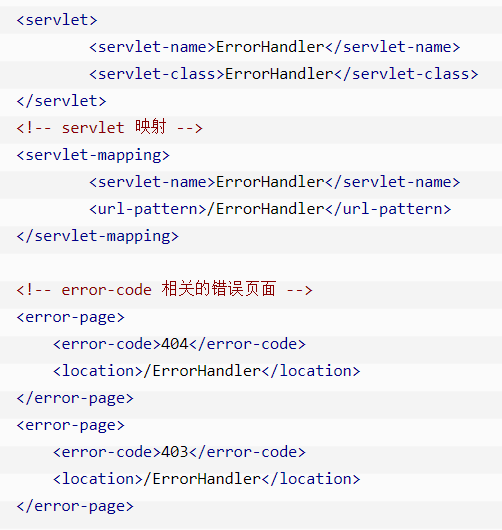 <servlet>
        <servlet-name>ErrorHandler</servlet-name>
        <servlet-class>ErrorHandler</servlet-class>
</servlet>
<!-- servlet 映射 -->
<servlet-mapping>
        <servlet-name>ErrorHandler</servlet-name>
        <url-pattern>/ErrorHandler</url-pattern>
</servlet-mapping>

<!-- error-code 相关的错误页面 -->
<error-page>
    <error-code>404</error-code>
    <location>/ErrorHandler</location>
</error-page>
<error-page>
    <error-code>403</error-code>
    <location>/ErrorHandler</location>
</error-page>